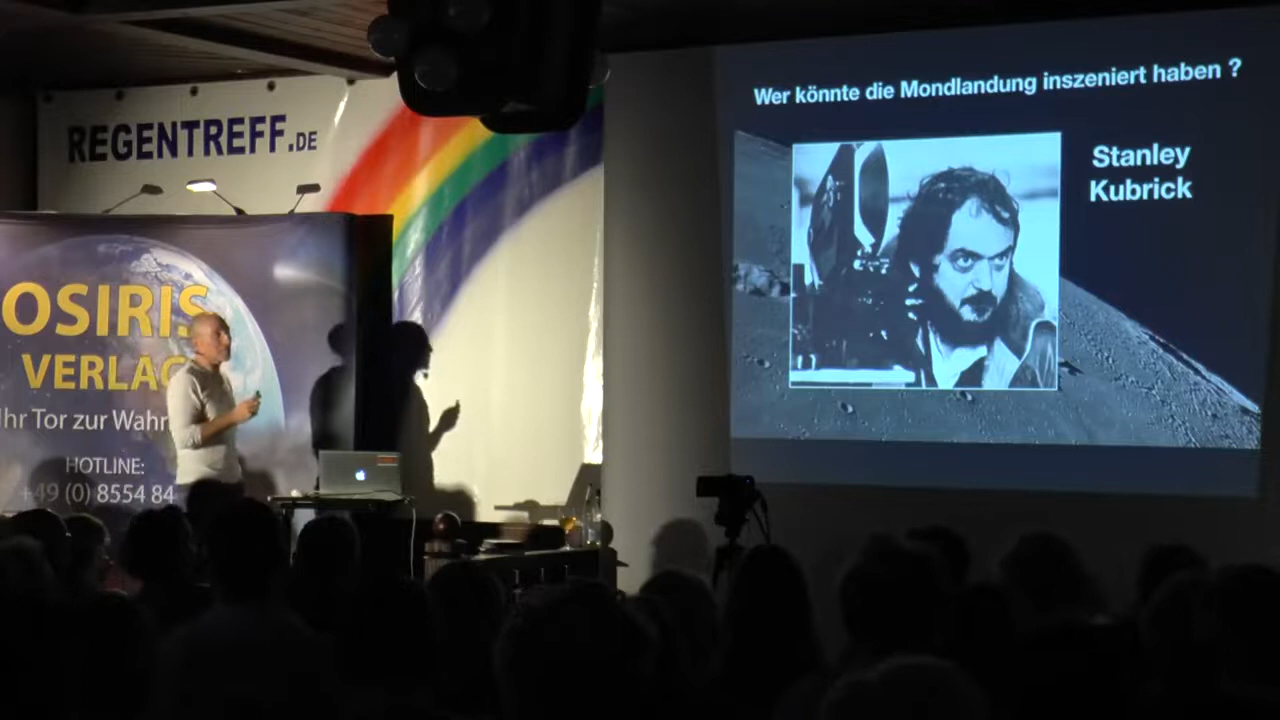 REGENTREFF.DE
OSIRIS
VERLAG
Ihr Tor zur Wahr
HOTLINE:
+49 (0) 8554 84
Wer könnte die Mondlandung inszeniert haben ?
Stanley
Kubrick